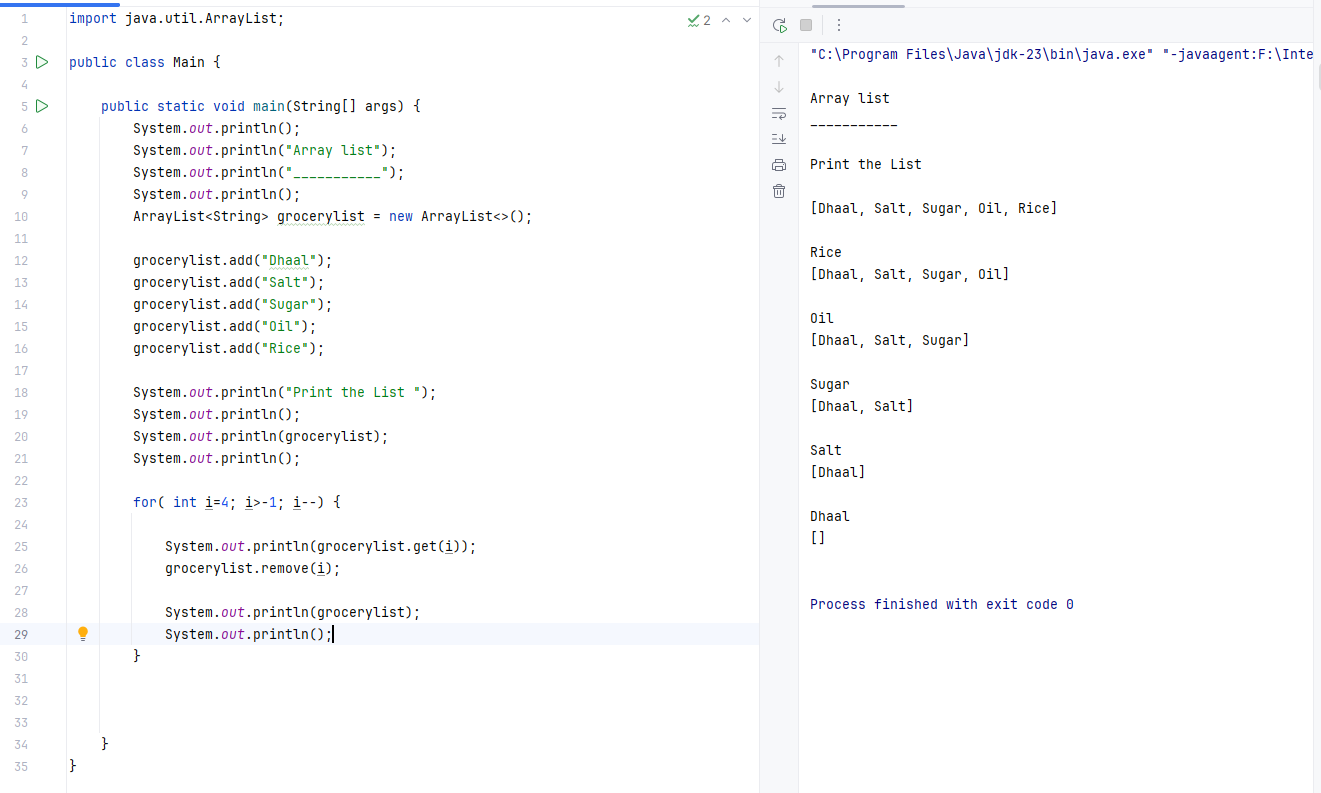 1 import java.util.ArrayList;
2
3 public class Main {
4
5 public static void main(String[] args) {
6 System.out.println();
7 System.out.println("Array list");
8 System.out.println("___________");
9 System.out.println();
10 ArrayList<String> grocerylist = new ArrayList<>();
11
12 grocerylist.add("Dhaal");
13 grocerylist.add("Salt");
14 grocerylist.add("Sugar");
15 grocerylist.add("Oil");
16 grocerylist.add("Rice");
17
18 System.out.println("Print the List ");
19 System.out.println();
20 System.out.println(grocerylist);
21 System.out.println();
22
23 for( int i=4; i>-1; i--) {
24
25 System.out.println(grocerylist.get(i));
26 grocerylist.remove(i);
27
28 System.out.println(grocerylist);
29 System.out.println();
30 }
31
32
33
34 }
35 }
2
"C:\Program Files\Java\jdk-23\bin\java.exe" "-javaagent:F:\Inte
Array list
___________
Print the List
[Dhaal, Salt, Sugar, Oil, Rice]
Rice
[Dhaal, Salt, Sugar, Oil]
Oil
[Dhaal, Salt, Sugar]
Sugar
[Dhaal, Salt]
Salt
[Dhaal]
Dhaal
[]
Process finished with exit code 0